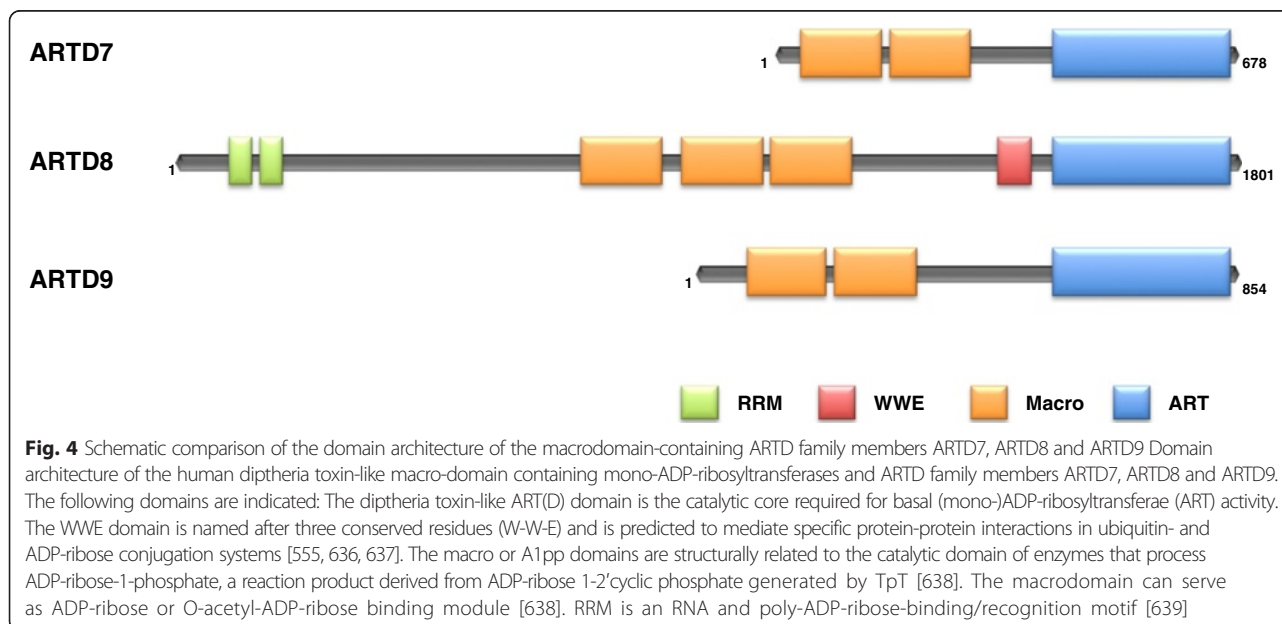 ARTD7
1
678
ARTD8
1
1801
ARTD9
1
854
RRM WWE Macro ART
Fig. 4 Schematic comparison of the domain architecture of the macrodomain-containing ARTD family members ARTD7, ARTD8 and ARTD9 Domain
architecture of the human diptheria toxin-like macro-domain containing mono-ADP-ribosyltransferases and ARTD family members ARTD7, ARTD8 and ARTD9.
The following domains are indicated: The diptheria toxin-like ART(D) domain is the catalytic core required for basal (mono-)ADP-ribosyltransferae (ART) activity.
The WWE domain is named after three conserved residues (W-W-E) and is predicted to mediate specific protein-protein interactions in ubiquitin- and
ADP-ribose conjugation systems [555, 636, 637]. The macro or A1pp domains are structurally related to the catalytic domain of enzymes that process
ADP-ribose-1-phosphate, a reaction product derived from ADP-ribose 1-2’cyclic phosphate generated by TpT [638]. The macrodomain can serve
as ADP-ribose or O-acetyl-ADP-ribose binding module [638]. RRM is an RNA and poly-ADP-ribose-binding/recognition motif [639]